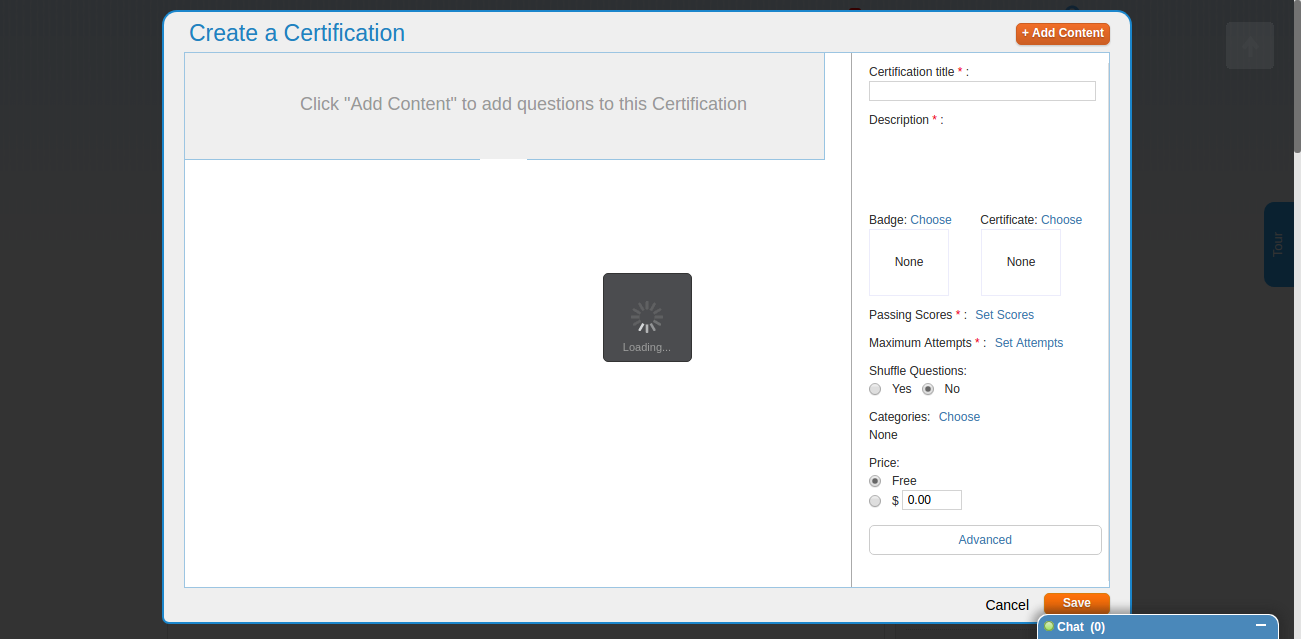 Create a Certification
+ Add Content
Click "Add Content" to add questions to this Certification
Loading...
Certification title * :
Description * :
Badge: Choose
Certificate: Choose
None
None
Passing Scores * : Set Scores
Maximum Attempts * : Set Attempts
Shuffle Questions:
Yes No
Categories: Choose
None
Price:
Free
$ 0.00
Advanced
Cancel
Save
Chat (0)
Tour